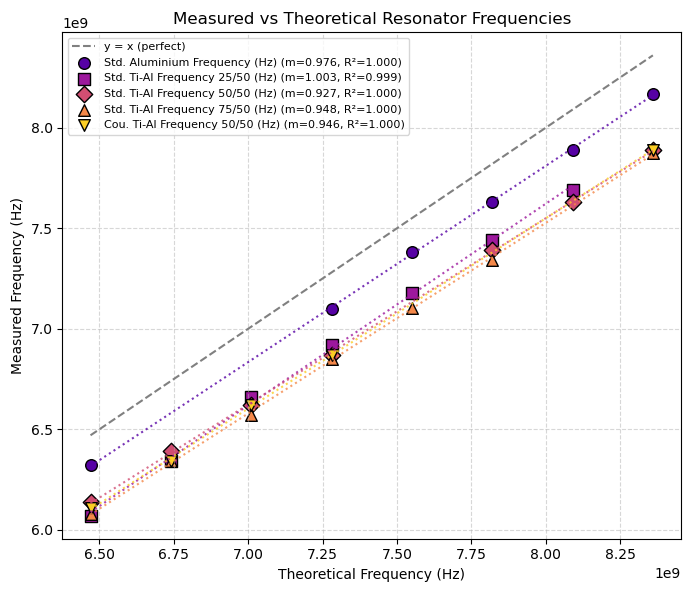 Measured vs Theoretical Resonator Frequencies
1e9
y = x (perfect)
Std. Aluminium Frequency (Hz) (m=0.976, R²=1.000)
Std. Ti-Al Frequency 25/50 (Hz) (m=1.003, R²=0.999)
Std. Ti-Al Frequency 50/50 (Hz) (m=0.927, R²=1.000)
Std. Ti-Al Frequency 75/50 (Hz) (m=0.948, R²=1.000)
Cou. Ti-Al Frequency 50/50 (Hz) (m=0.946, R²=1.000)
8.0
7.5
7.0
6.5
6.0
Measured Frequency (Hz)
6.50 6.75 7.00 7.25 7.50 7.75 8.00 8.25
Theoretical Frequency (Hz)
1e9